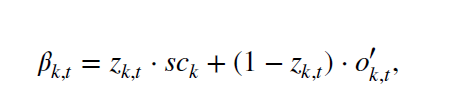 β_{k,t} = z_{k,t} · sc_k + (1 − z_{k,t}) · o′_{k,t},